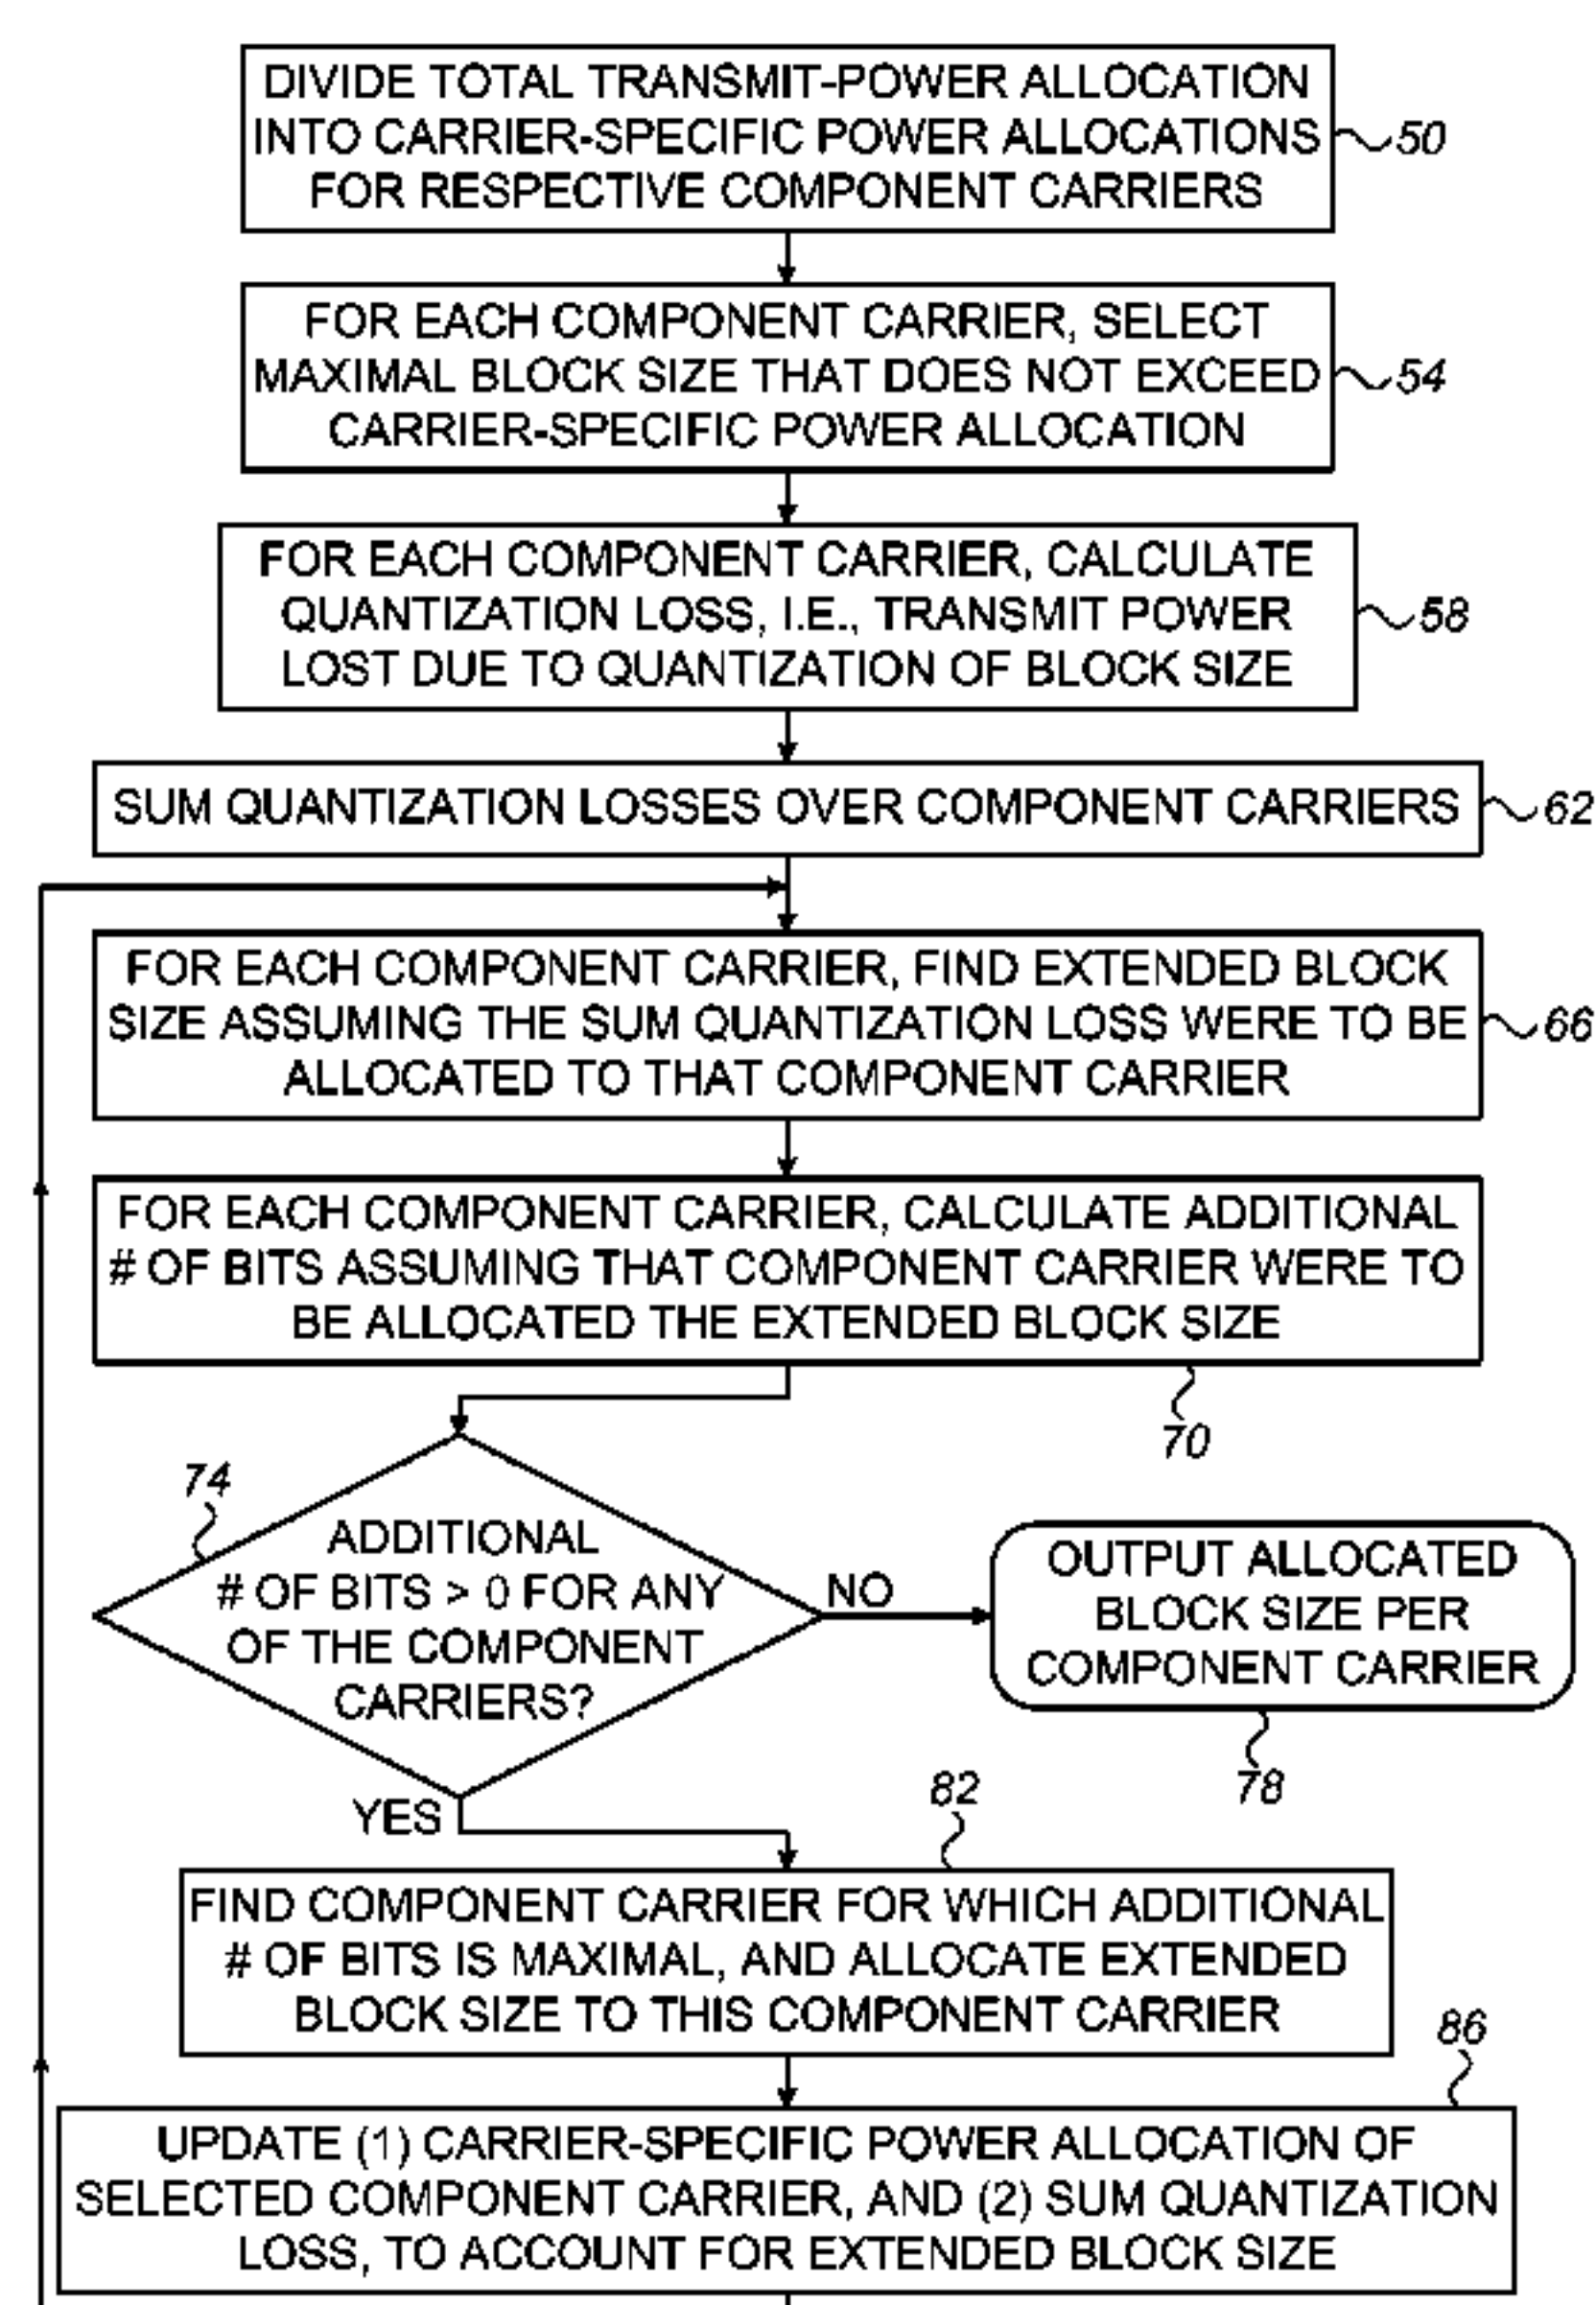 DIVIDE TOTAL TRANSMIT-POWER ALLOCATION
INTO CARRIER-SPECIFIC POWER ALLOCATIONS
FOR RESPECTIVE COMPONENT CARRIERS
50
FOR EACH COMPONENT CARRIER, SELECT
MAXIMAL BLOCK SIZE THAT DOES NOT EXCEED
CARRIER-SPECIFIC POWER ALLOCATION
54
FOR EACH COMPONENT CARRIER, CALCULATE
QUANTIZATION LOSS, I.E., TRANSMIT POWER
LOST DUE TO QUANTIZATION OF BLOCK SIZE
58
SUM QUANTIZATION LOSSES OVER COMPONENT CARRIERS
62
FOR EACH COMPONENT CARRIER, FIND EXTENDED BLOCK
SIZE ASSUMING THE SUM QUANTIZATION LOSS WERE TO BE
ALLOCATED TO THAT COMPONENT CARRIER
66
FOR EACH COMPONENT CARRIER, CALCULATE ADDITIONAL
# OF BITS ASSUMING THAT COMPONENT CARRIER WERE TO
BE ALLOCATED THE EXTENDED BLOCK SIZE
70
74
ADDITIONAL
# OF BITS > 0 FOR ANY
OF THE COMPONENT
CARRIERS?
NO
OUTPUT ALLOCATED
BLOCK SIZE PER
COMPONENT CARRIER
78
YES
82
FIND COMPONENT CARRIER FOR WHICH ADDITIONAL
# OF BITS IS MAXIMAL, AND ALLOCATE EXTENDED
BLOCK SIZE TO THIS COMPONENT CARRIER
86
UPDATE (1) CARRIER-SPECIFIC POWER ALLOCATION OF
SELECTED COMPONENT CARRIER, AND (2) SUM QUANTIZATION
LOSS, TO ACCOUNT FOR EXTENDED BLOCK SIZE